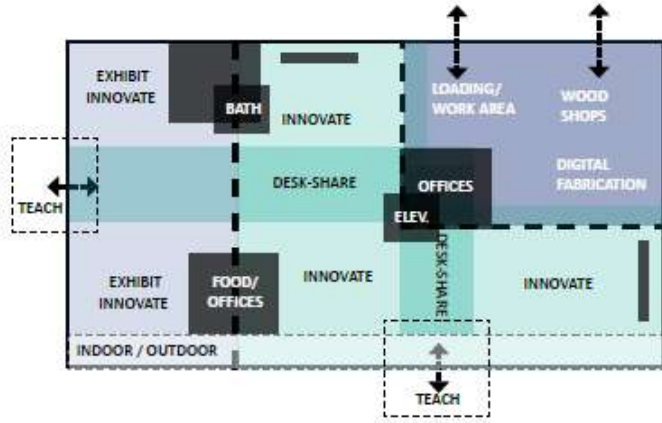 EXHIBIT
INNOVATE
BATH
INNOVATE
LOADING/
WORK AREA
WOOD
SHOPS
DESK-SHARE
OFFICES
DIGITAL
FABRICATION
TEACH
ELEV.
EXHIBIT
INNOVATE
FOOD/
OFFICES
INNOVATE
DESK-SHARE
INNOVATE
INDOOR / OUTDOOR
TEACH